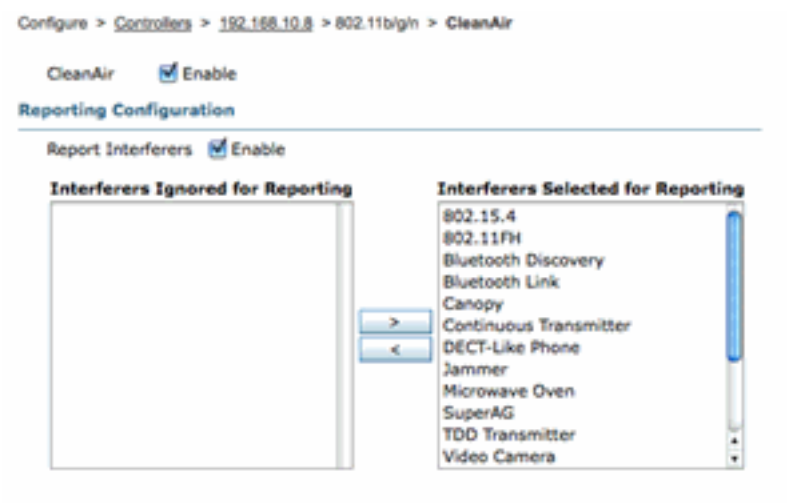 Configure > Controllers > 192.168.10.8 > 802.11b/g/n > CleanAir
CleanAir Enable
Reporting Configuration
Report Interferers Enable
Interferers Ignored for Reporting
Interferers Selected for Reporting
802.15.4
802.11FH
Bluetooth Discovery
Bluetooth Link
Canopy
>
Continuous Transmitter
<
DECT-Like Phone
Jammer
Microwave Oven
SuperAG
TDD Transmitter
Video Camera